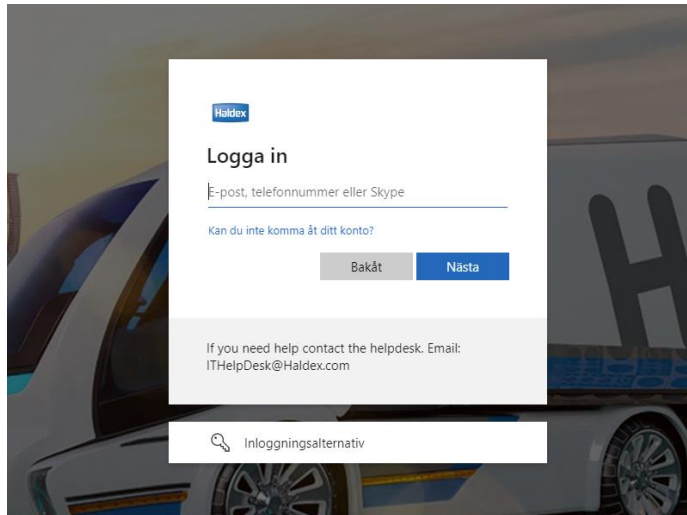 Haldex
Logga in
E-post, telefonnummer eller Skype
Kan du inte komma åt ditt konto?
Bakåt
Nästa
If you need help contact the helpdesk. Email:
ITHelpDesk@Haldex.com
Inloggningsalternativ
H